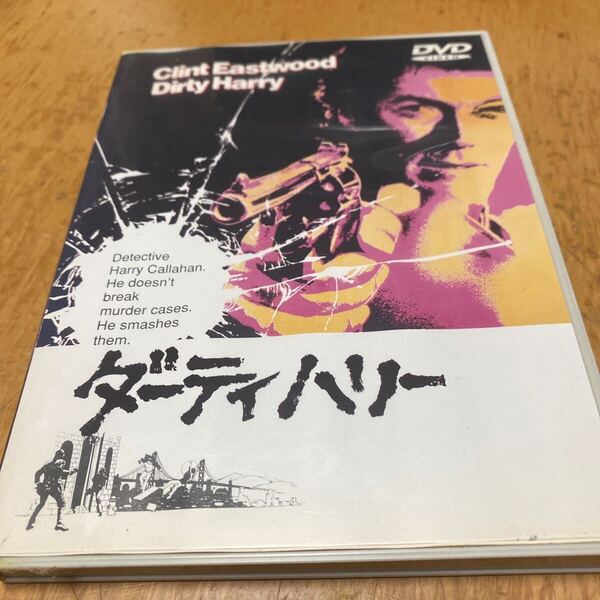 DVD
VIDEO
Clint Eastwood
Dirty Harry
Detective
Harry Callahan.
He doesn't
break
murder cases.
He smashes
them.
ダーティハリー